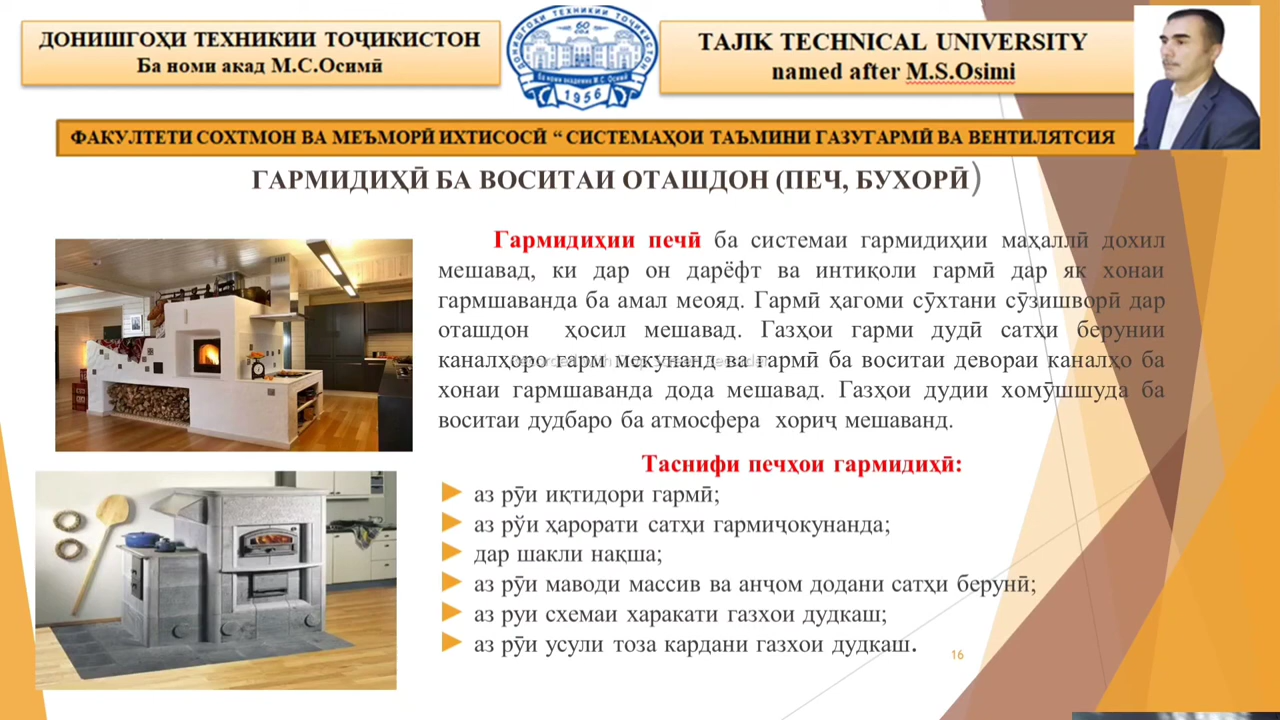 ДОНИШГОҲИ ТЕХНИКИИ ТОҶИКИСТОН
Ба номи акад М.С.Осимӣ
1956
TAJIK TECHNICAL UNIVERSITY
named after M.S.Osimi
ФАКУЛТЕТИ СОХТМОН ВА МЕЪМОРӢ ИХТИСОСӢ “ СИСТЕМАҲОИ ТАЪМИНИ ГАЗУГАРМӢ ВА ВЕНТИЛЯТСИЯ
ГАРМИДИҲӢ БА ВОСИТАИ ОТАШДОН (ПЕЧ, БУХОРӢ)
Гармидиҳии печӣ ба системаи гармидиҳии маҳаллӣ дохил
мешавад, ки дар он дарёфт ва интиқоли гармӣ дар як хонаи
гармшаванда ба амал меояд. Гармӣ ҳагоми сӯхтани сӯзишворӣ дар
оташдон ҳосил мешавад. Газҳои гарми дудӣ сатҳи берунии
каналҳоро гарм мекунанд ва гармӣ ба воситаи девораи каналҳо ба
хонаи гармшаванда дода мешавад. Газҳои дудии хомӯшшуда ба
воситаи дудбаро ба атмосфера хориҷ мешаванд.
Таснифи печҳои гармидиҳӣ:
аз рӯи иқтидори гармӣ;
аз рўи ҳарорати сатҳи гармиҷокунанда;
дар шакли нақша;
аз рӯи маводи массив ва анҷом додани сатҳи берунӣ;
аз руи схемаи харакати газхои дудкаш;
аз рӯи усули тоза кардани газхои дудкаш.
16